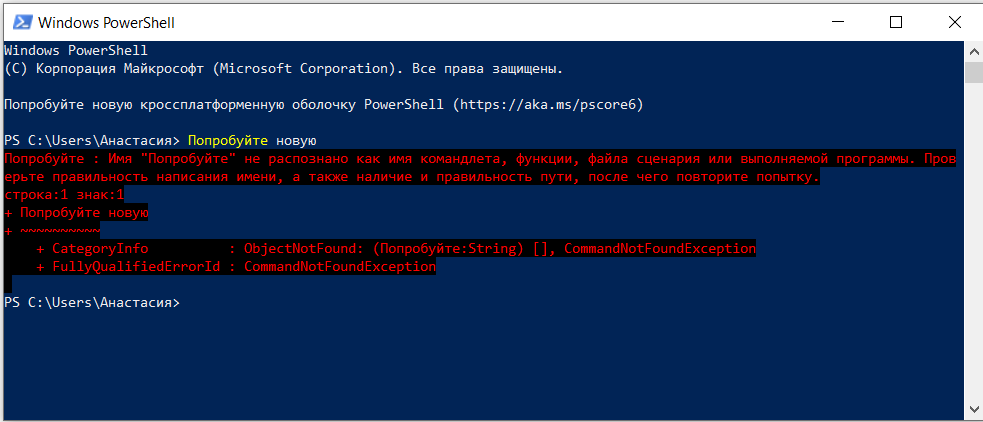 Windows PowerShell
Windows PowerShell
(C) Корпорация Майкрософт (Microsoft Corporation). Все права защищены.
Попробуйте новую кроссплатформенную оболочку PowerShell (https://aka.ms/pscore6)
PS C:\Users\Анастасия> Попробуйте новую
Попробуйте : Имя "Попробуйте" не распознано как имя командлета, функции, файла сценария или выполняемой программы. Пров
ерьте правильность написания имени, а также наличие и правильность пути, после чего повторите попытку.
строка:1 знак:1
+ Попробуйте новую
+ ~~~~~~~~~~
    + CategoryInfo          : ObjectNotFound: (Попробуйте:String) [], CommandNotFoundException
    + FullyQualifiedErrorId : CommandNotFoundException
PS C:\Users\Анастасия>